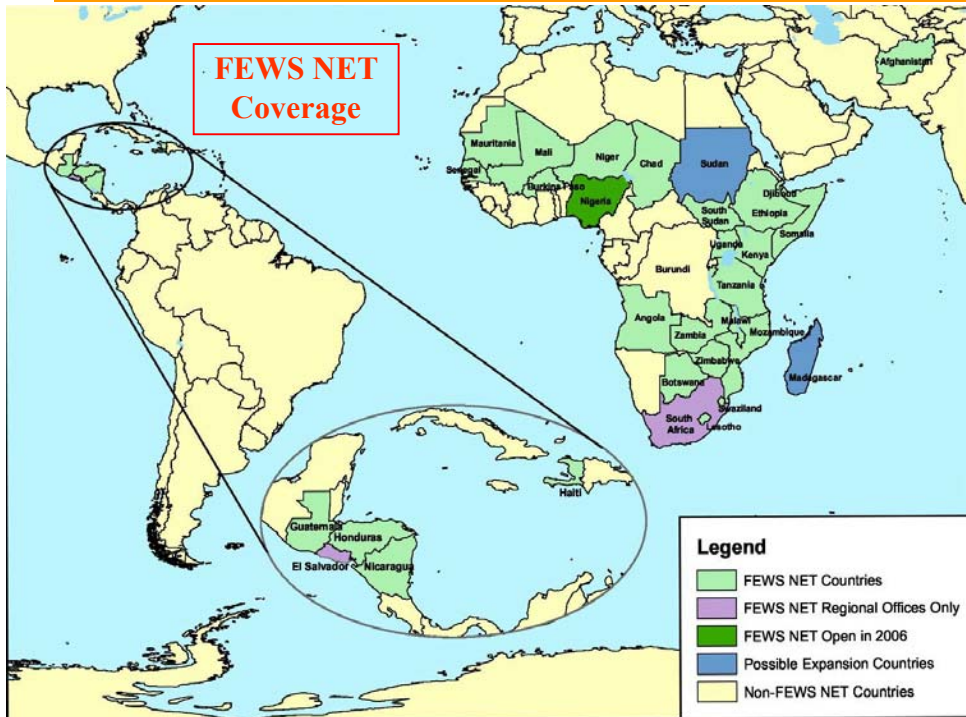 FEWS NET
Coverage
Afghanistan
Mauritania
Mali
Niger
Chad
Sudan
Senegal
Burkina Faso
Nigeria
Djibouti
South
Sudan
Ethiopia
Somalia
Uganda
Kenya
Burundi
Tanzania
Angola
Malawi
Zambia
Mozambique
Zimbabwe
Madagascar
Botswana
Swaziland
South
Africa
Lesotho
Haiti
Guatemala
Honduras
El Salvador
Nicaragua
Legend
FEWS NET Countries
FEWS NET Regional Offices Only
FEWS NET Open in 2006
Possible Expansion Countries
Non-FEWS NET Countries